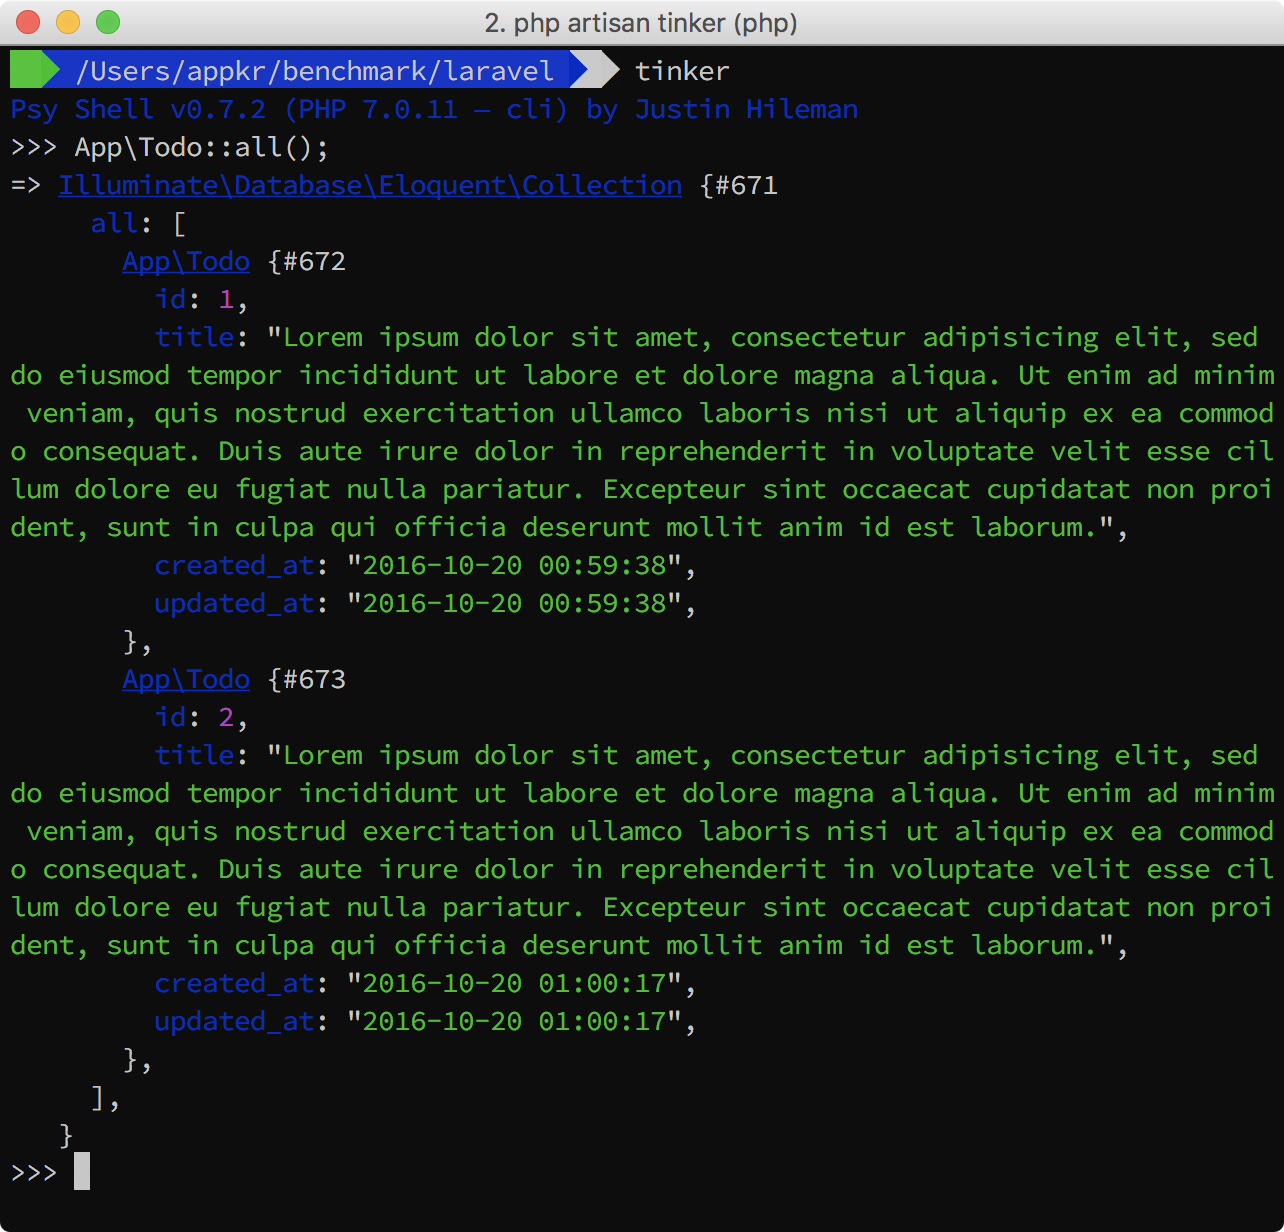 2. php artisan tinker (php)
/Users/appkr/benchmark/laravel tinker
Psy Shell v0.7.2 (PHP 7.0.11 — cli) by Justin Hileman
>>> App\Todo::all();
=> Illuminate\Database\Eloquent\Collection {#671
     all: [
       App\Todo {#672
         id: 1,
         title: "Lorem ipsum dolor sit amet, consectetur adipisicing elit, sed
do eiusmod tempor incididunt ut labore et dolore magna aliqua. Ut enim ad minim
 veniam, quis nostrud exercitation ullamco laboris nisi ut aliquip ex ea commod
o consequat. Duis aute irure dolor in reprehenderit in voluptate velit esse cil
lum dolore eu fugiat nulla pariatur. Excepteur sint occaecat cupidatat non proi
dent, sunt in culpa qui officia deserunt mollit anim id est laborum.",
         created_at: "2016-10-20 00:59:38",
         updated_at: "2016-10-20 00:59:38",
       },
       App\Todo {#673
         id: 2,
         title: "Lorem ipsum dolor sit amet, consectetur adipisicing elit, sed
do eiusmod tempor incididunt ut labore et dolore magna aliqua. Ut enim ad minim
 veniam, quis nostrud exercitation ullamco laboris nisi ut aliquip ex ea commod
o consequat. Duis aute irure dolor in reprehenderit in voluptate velit esse cil
lum dolore eu fugiat nulla pariatur. Excepteur sint occaecat cupidatat non proi
dent, sunt in culpa qui officia deserunt mollit anim id est laborum.",
         created_at: "2016-10-20 01:00:17",
         updated_at: "2016-10-20 01:00:17",
       },
     ],
   }
>>>